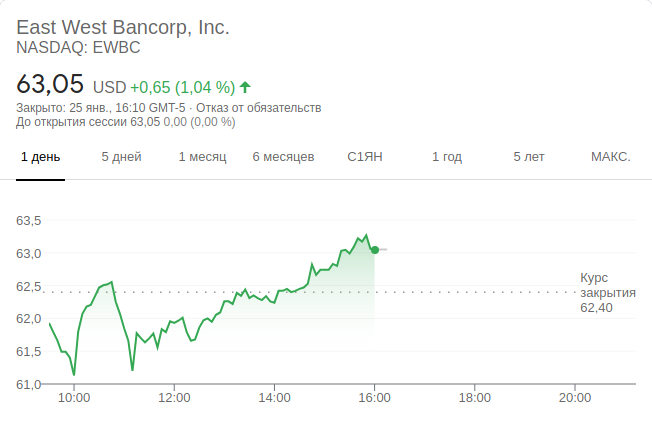 East West Bancorp, Inc.
NASDAQ: EWBC
63,05 USD +0,65 (1,04 %)
Закрыто: 25 янв., 16:10 GMT-5 · Отказ от обязательств
До открытия сессии 63,05 0,00 (0,00 %)
1 день 5 дней 1 месяц 6 месяцев С1ЯН 1 год 5 лет МАКС.
63,5
63,0
62,5
62,0
61,5
61,0
Курс
закрытия
62,40
10:00 12:00 14:00 16:00 18:00 20:00